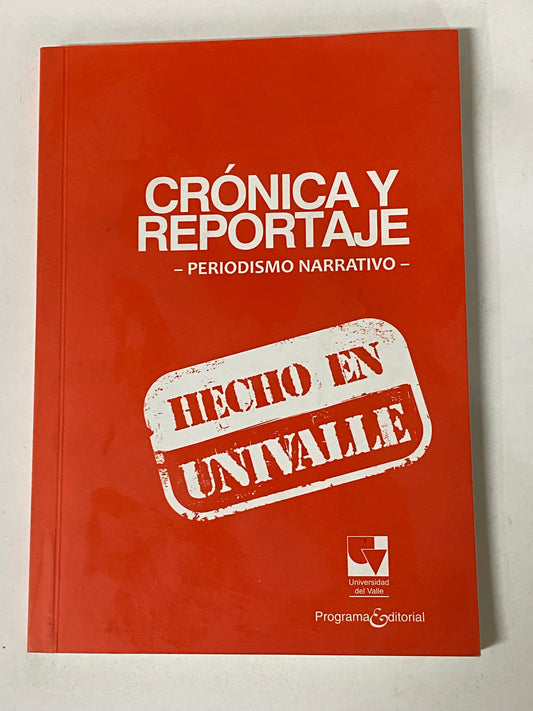 CRÓNICA Y
REPORTAJE
– PERIODISMO NARRATIVO –
HECHO EN
UNIVALLE
Universidad
del Valle
Programa Editorial